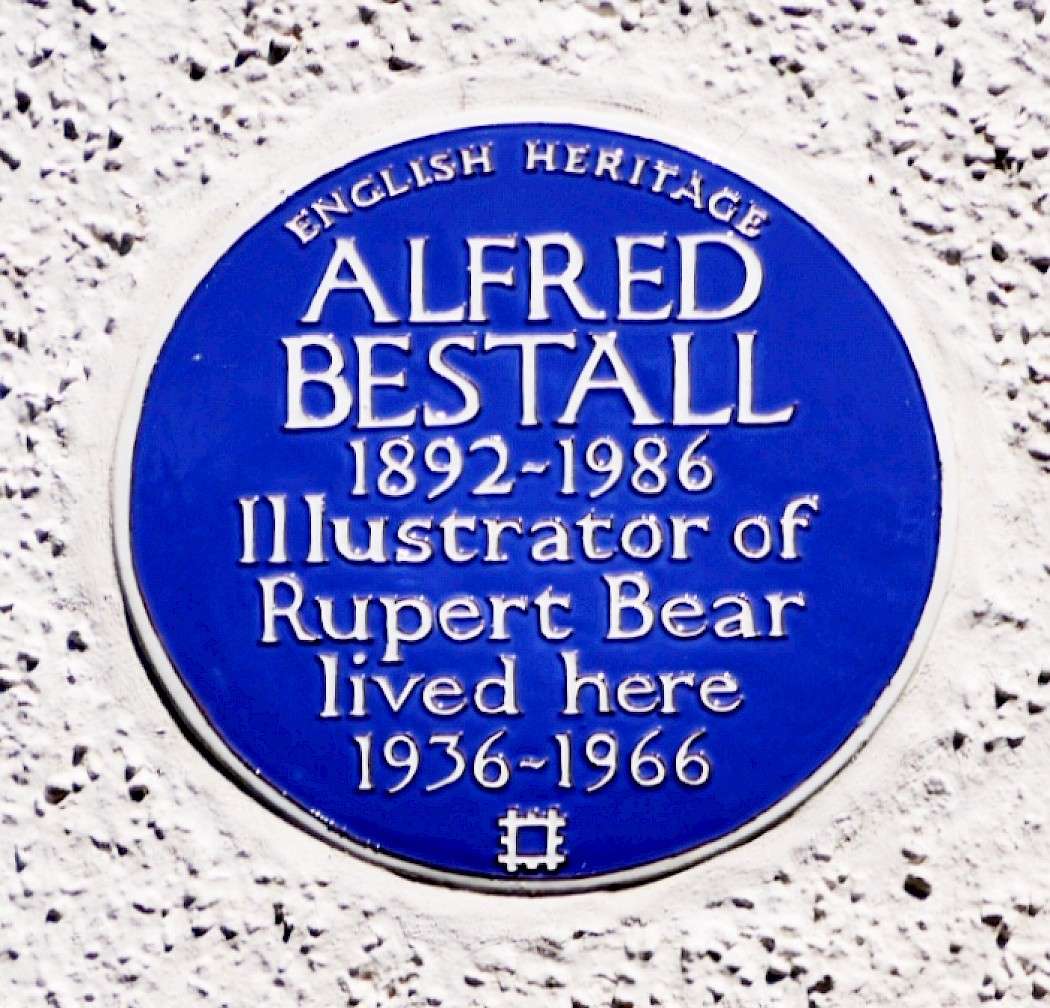 ENGLISH HERITAGE
ALFRED
BESTALL
1892~1986
Illustrator of
Rupert Bear
lived here
1936~1966